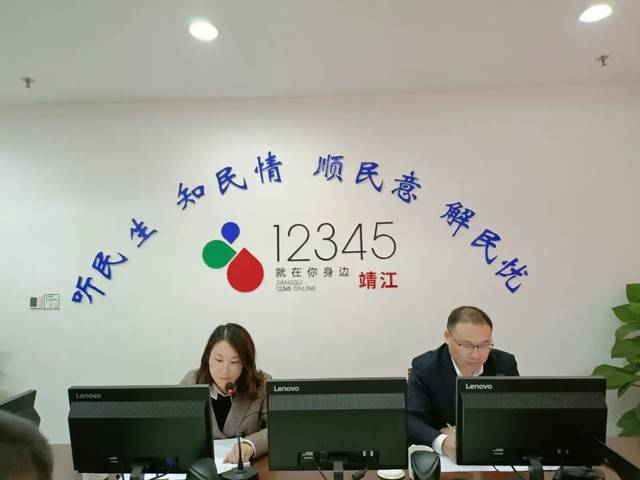 听民生 知民情 顺民意 解民忧
12345
就在你身边
JIANGSU
12345 ONLINE
靖江
Lenovo
Lenovo
Lenovo